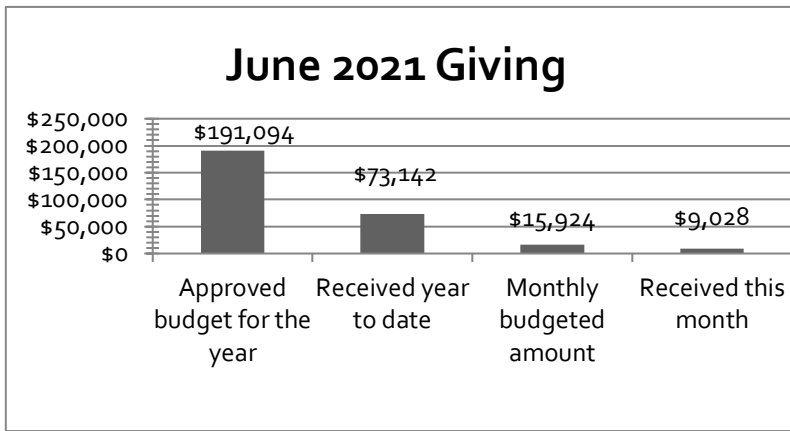 June 2021 Giving
$250,000
$200,000
$150,000
$100,000
$50,000
$0
$191,094
$73,142
$15,924
$9,028
Approved
budget for the
year
Received year
to date
Monthly
budgeted
amount
Received this
month